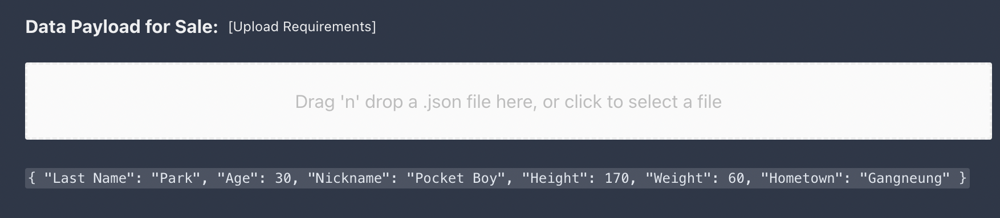 Data Payload for Sale: [Upload Requirements]
Drag 'n' drop a .json file here, or click to select a file
{ "Last Name": "Park", "Age": 30, "Nickname": "Pocket Boy", "Height": 170, "Weight": 60, "Hometown": "Gangneung" }